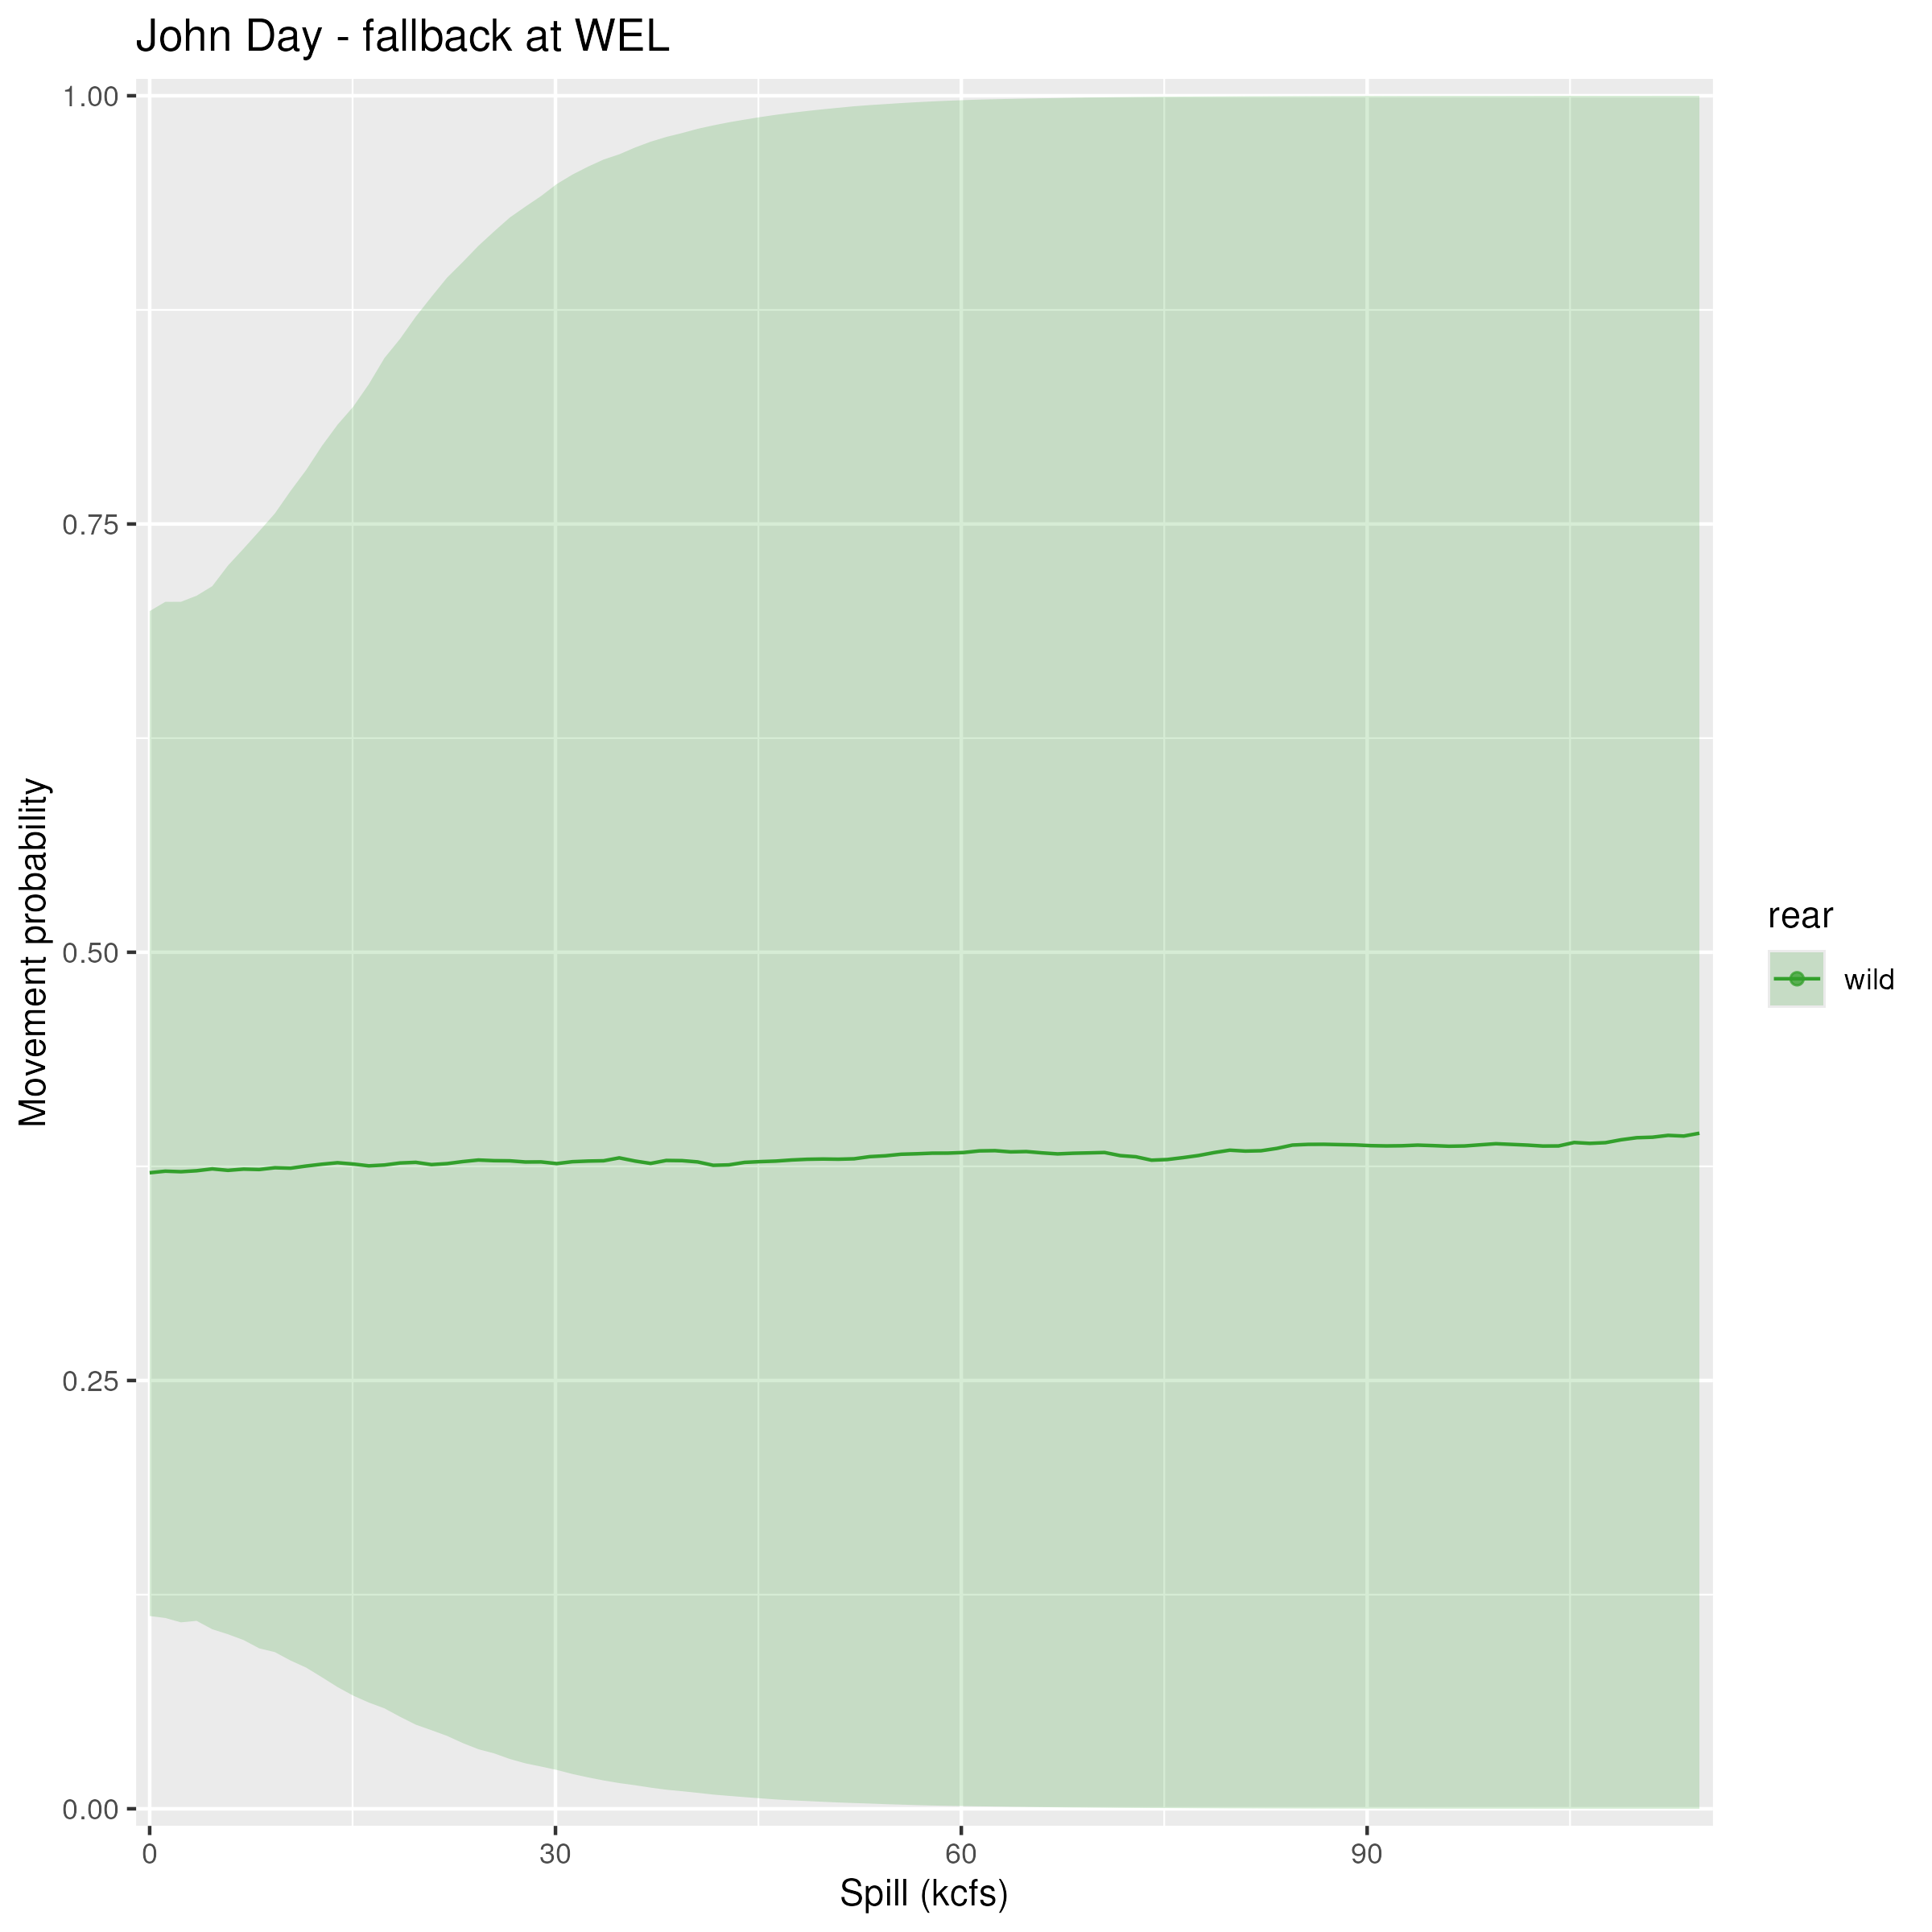 John Day - fallback at WEL
1.00
0.75
0.50
0.25
0.00
Movement probability
0
30
60
90
Spill (kcfs)
rear
wild